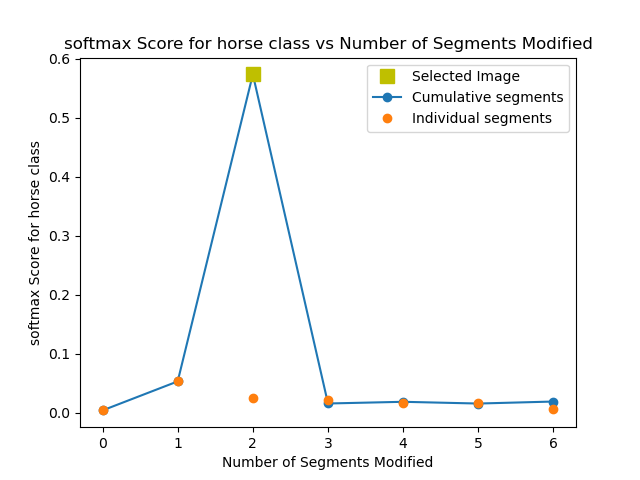 softmax Score for horse class vs Number of Segments Modified
0.6
0.5
0.4
0.3
0.2
0.1
0.0
softmax Score for horse class
Selected Image
Cumulative segments
Individual segments
0 1 2 3 4 5 6
Number of Segments Modified